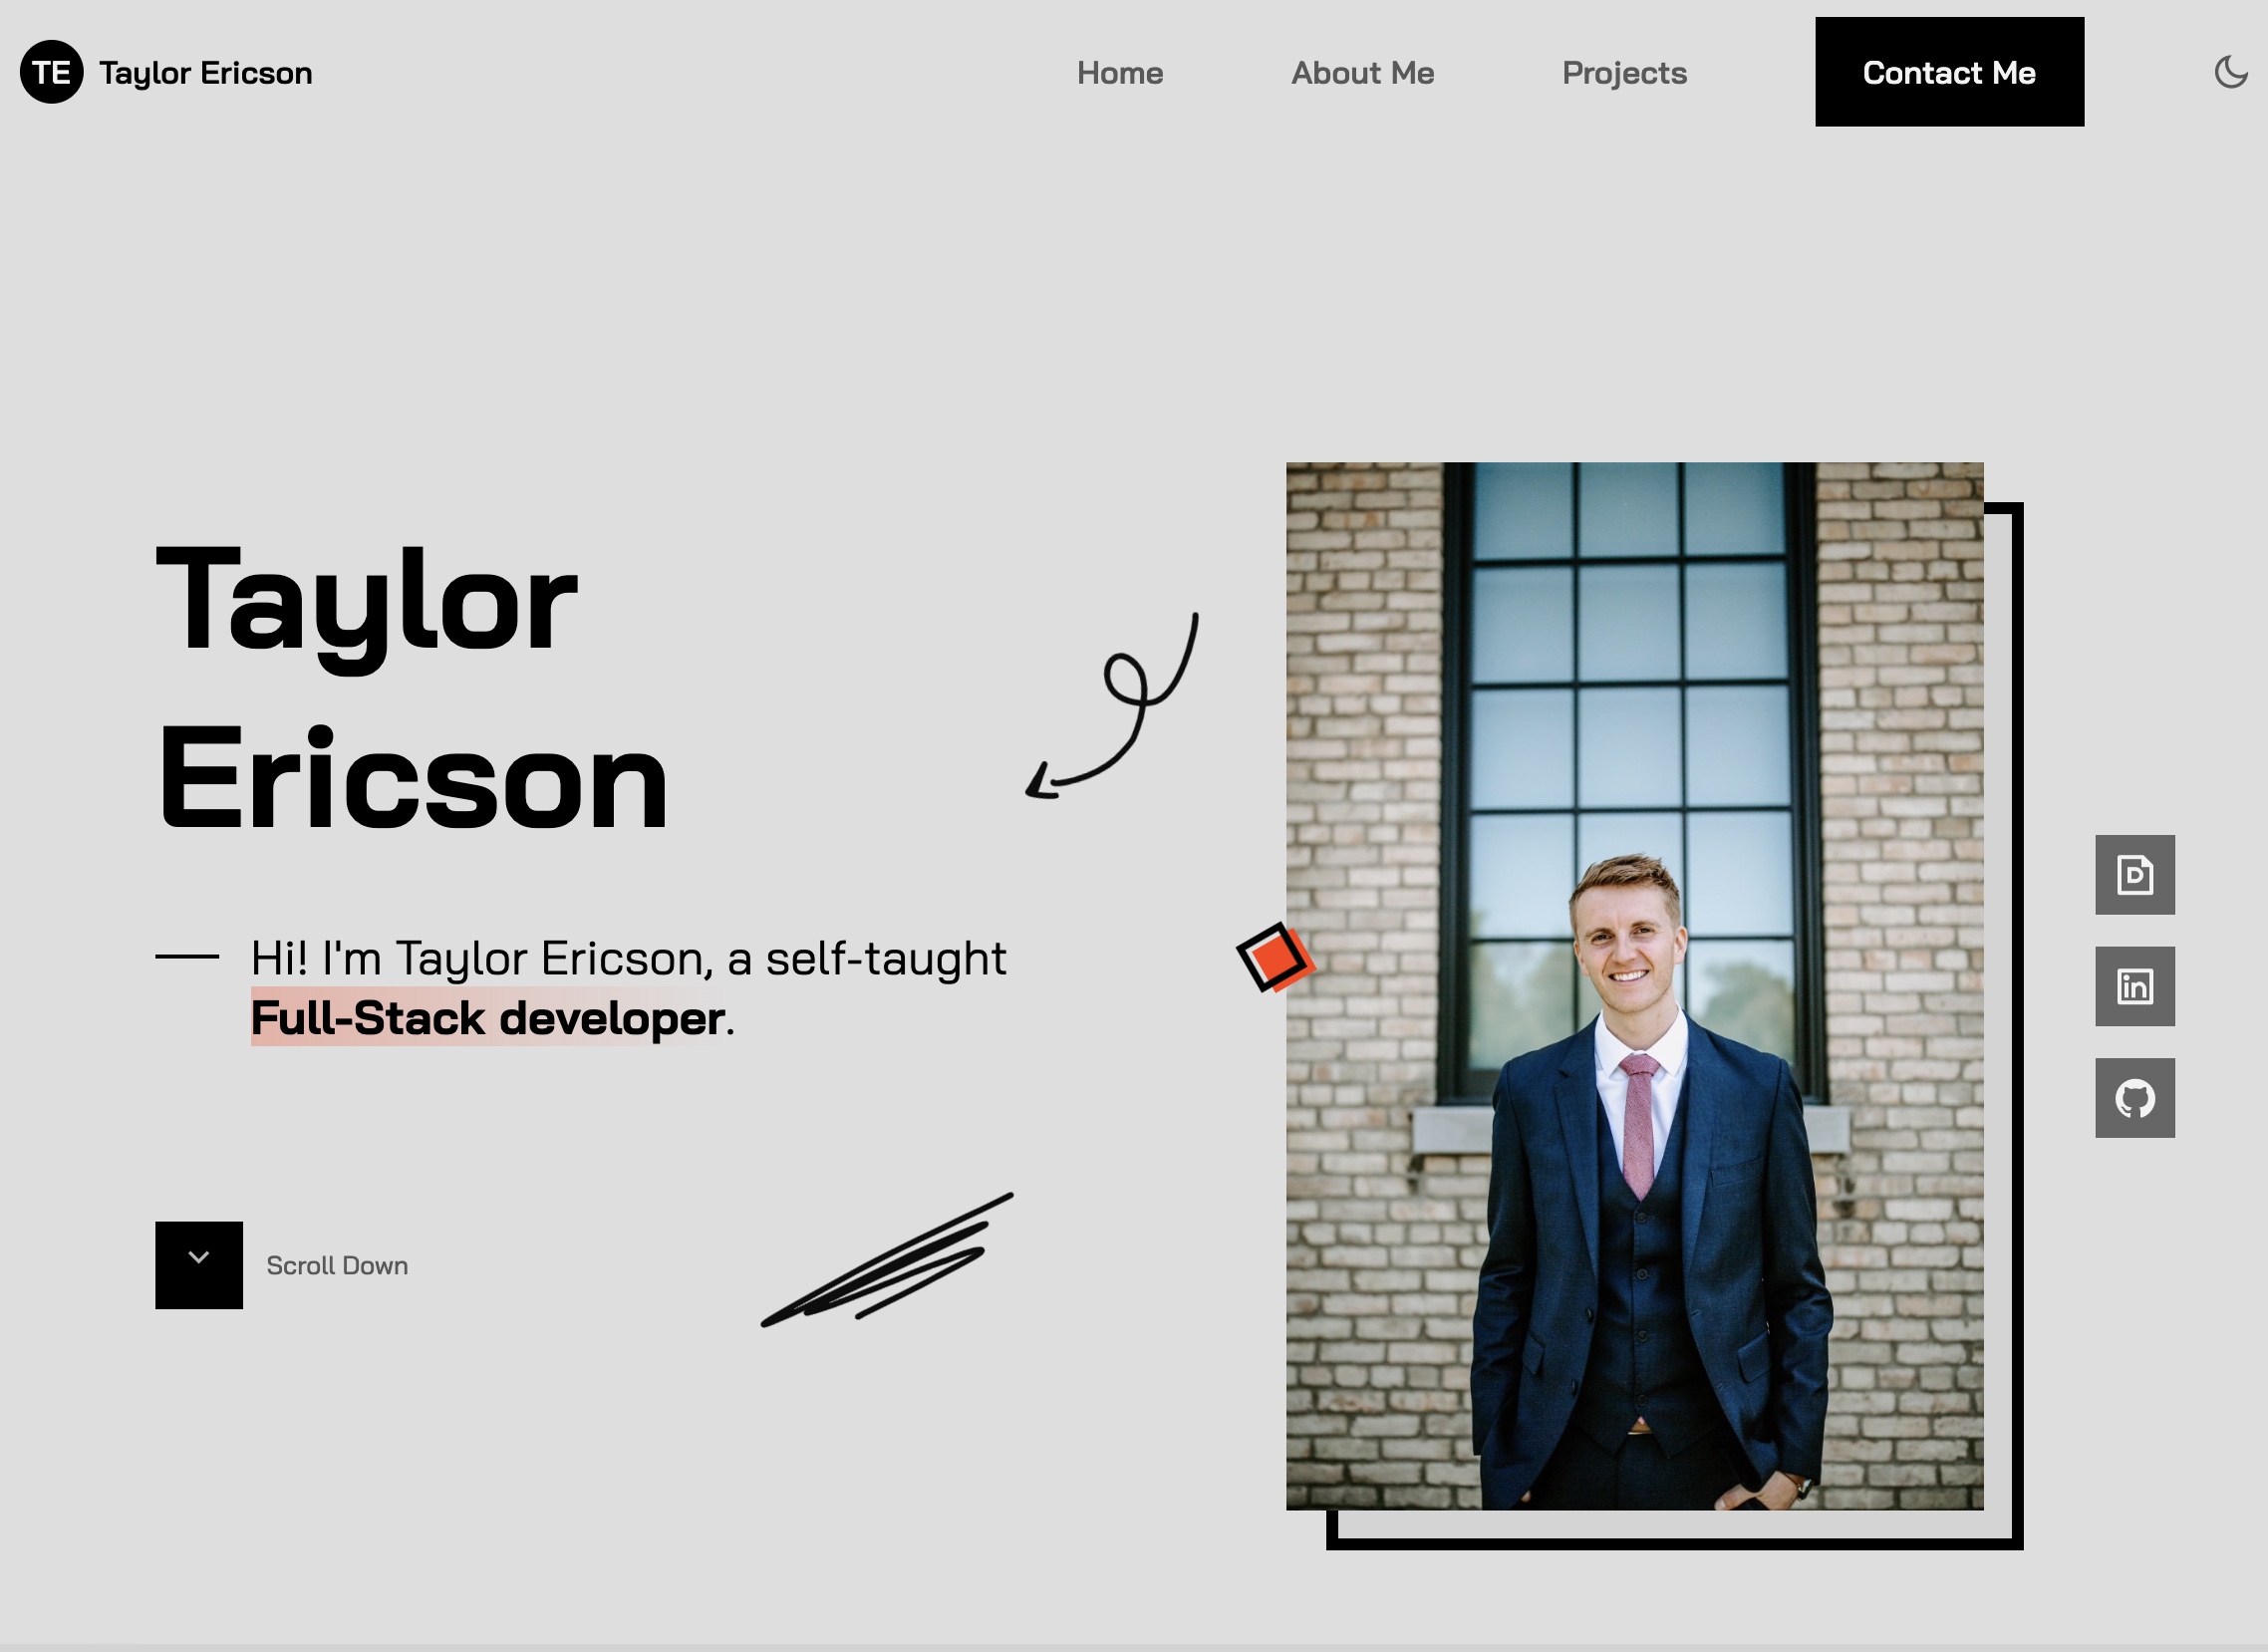 TE Taylor Ericson Home About Me Projects Contact Me
Taylor
Ericson
Hi! I'm Taylor Ericson, a self-taught
Full-Stack developer.
D
in
Scroll Down